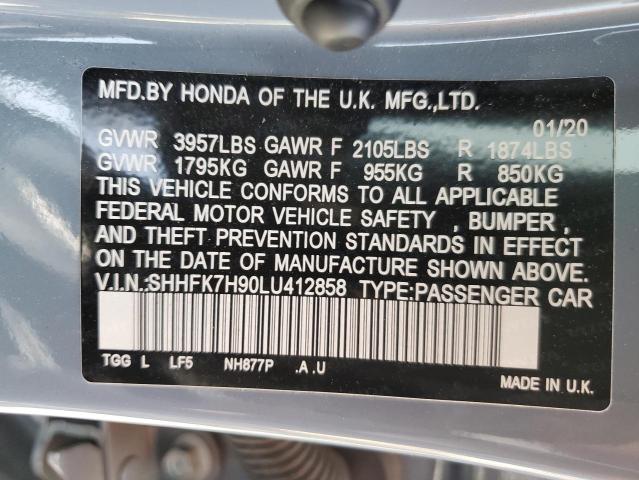 MFD.BY HONDA OF THE U.K. MFG.,LTD.
01/20
GVWR 3957LBS GAWR F 2105LBS R 1874LBS
GVWR 1795KG GAWR F 955KG R 850KG
THIS VEHICLE CONFORMS TO ALL APPLICABLE
FEDERAL MOTOR VEHICLE SAFETY , BUMPER ,
AND THEFT PREVENTION STANDARDS IN EFFECT
ON THE DATE OF MANUFACTURE SHOWN ABOVE.
V.I.N.:SHHFK7H90LU412858 TYPE:PASSENGER CAR
TGG L LF5 NH877P .A .U
MADE IN U.K.